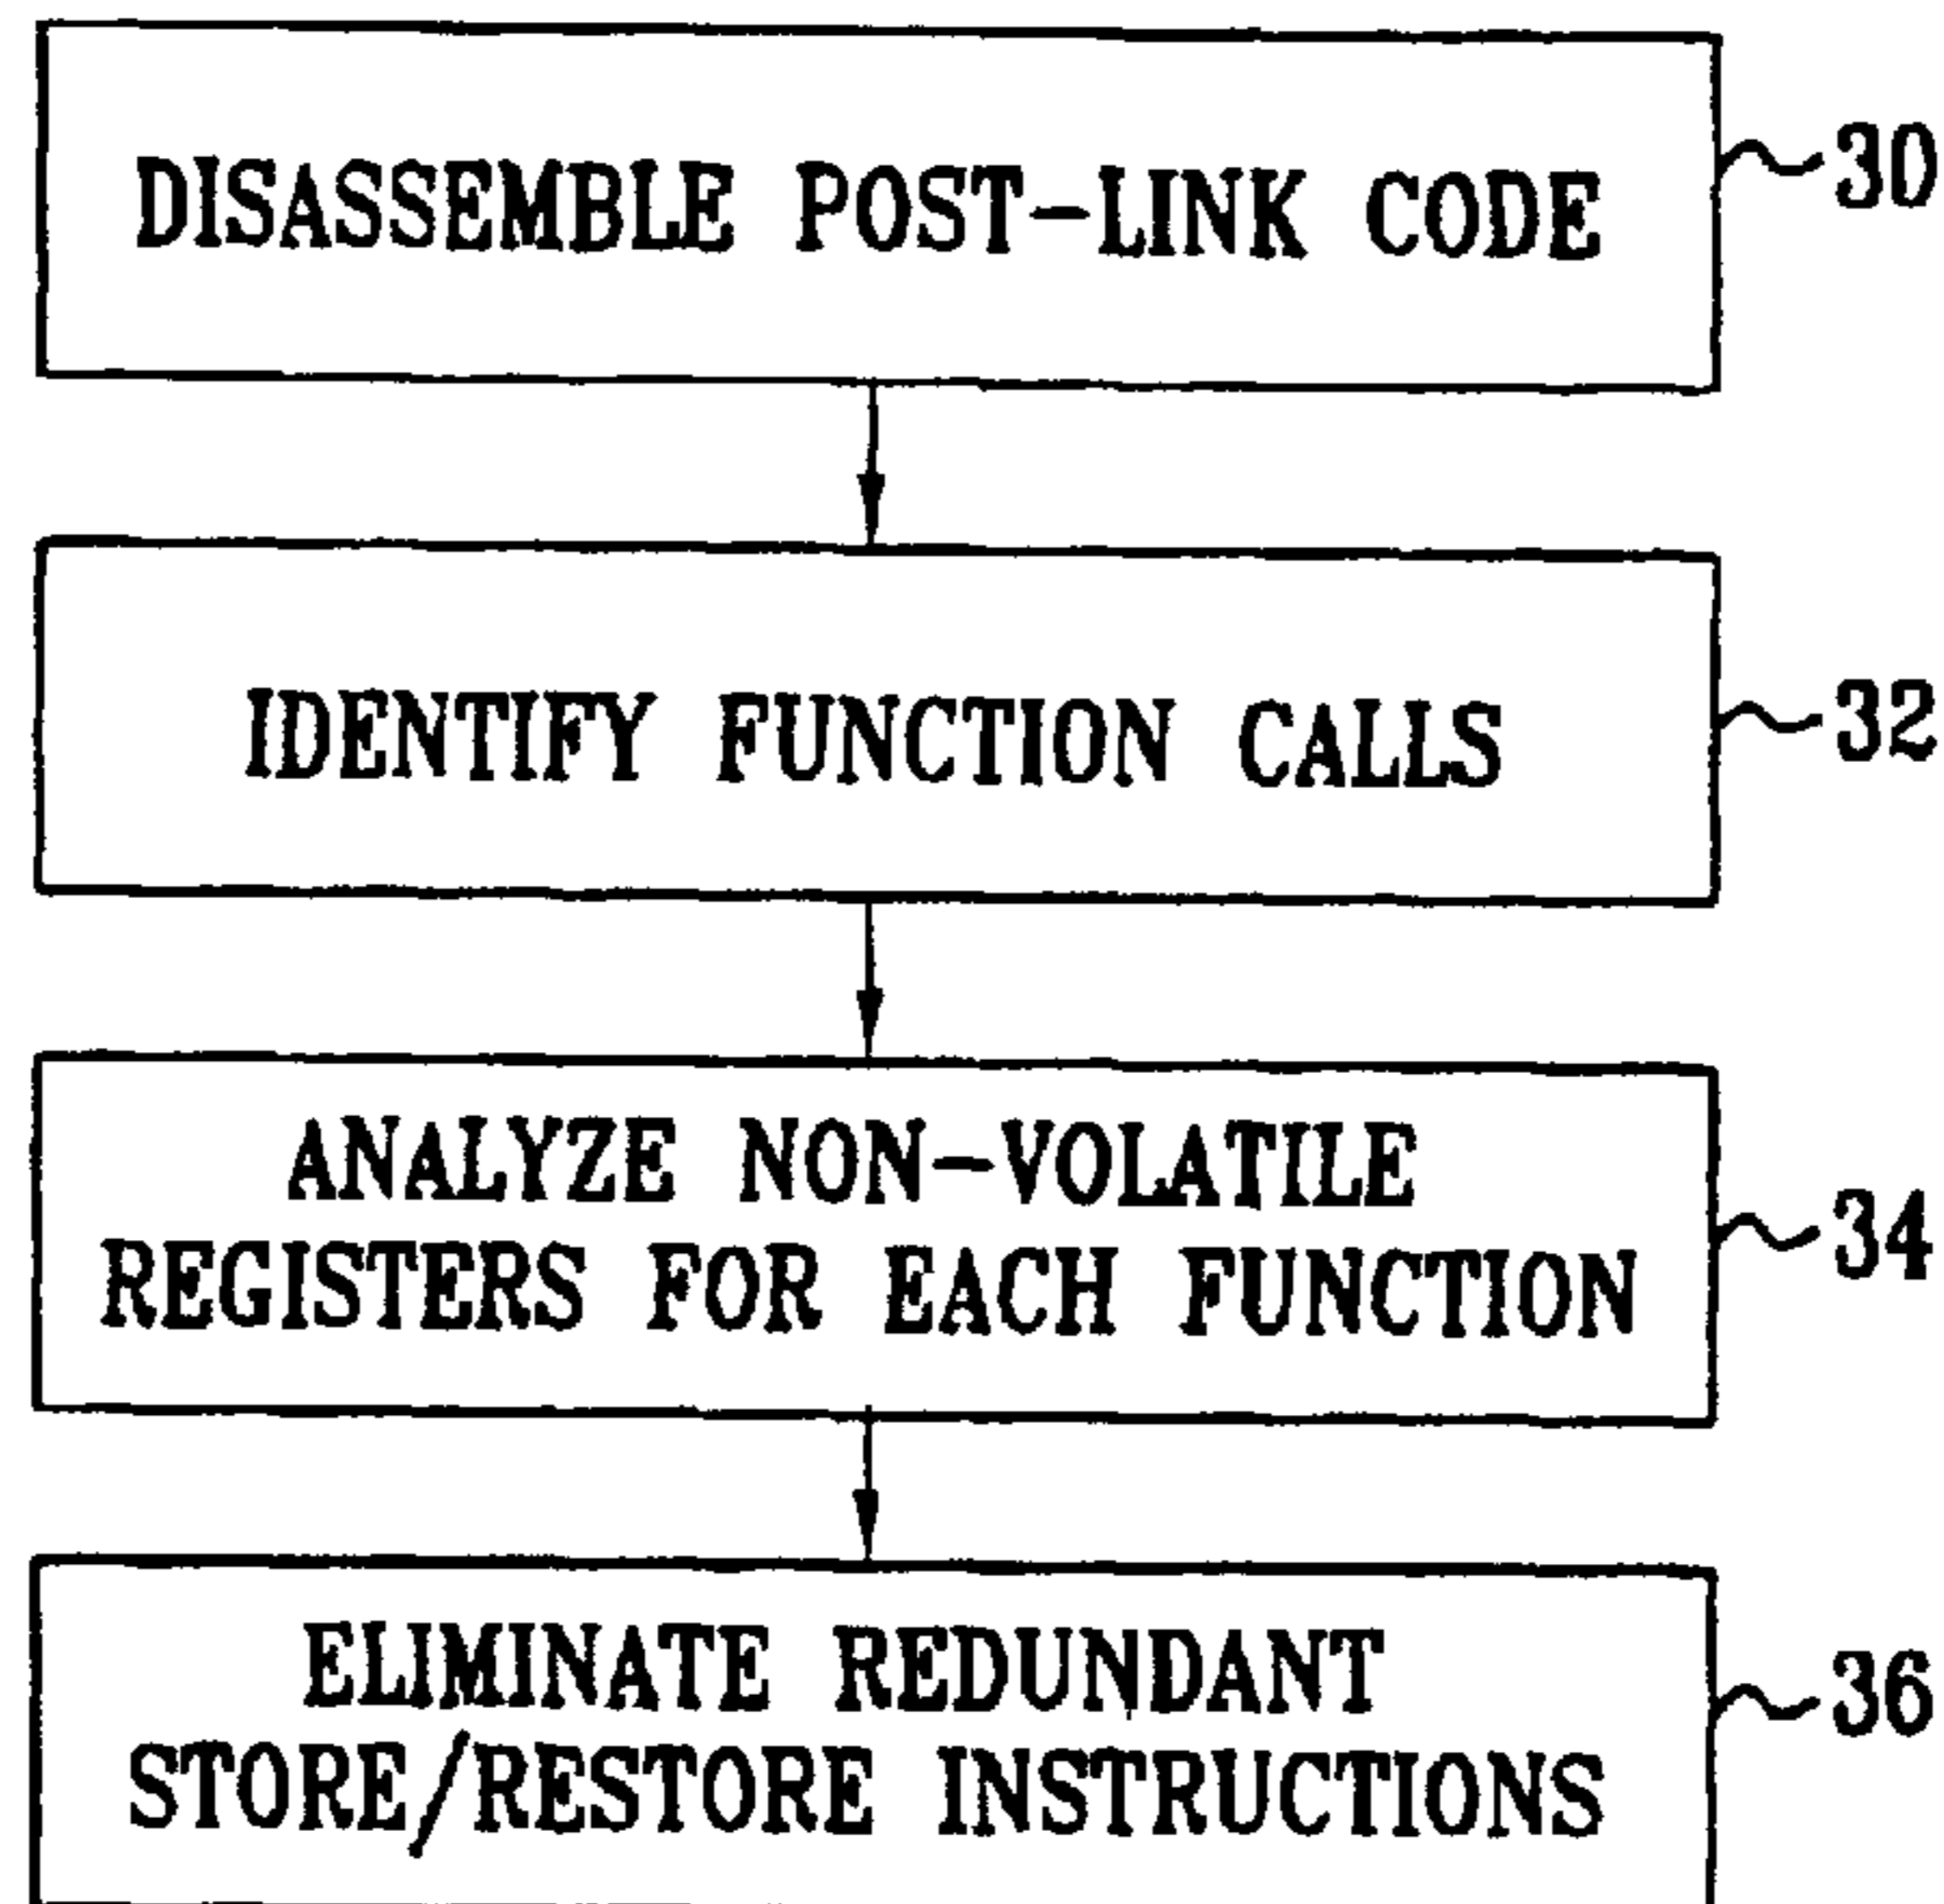 DISASSEMBLE POST-LINK CODE
30
IDENTIFY FUNCTION CALLS
32
ANALYZE NON-VOLATILE
REGISTERS FOR EACH FUNCTION
34
ELIMINATE REDUNDANT
STORE/RESTORE INSTRUCTIONS
36